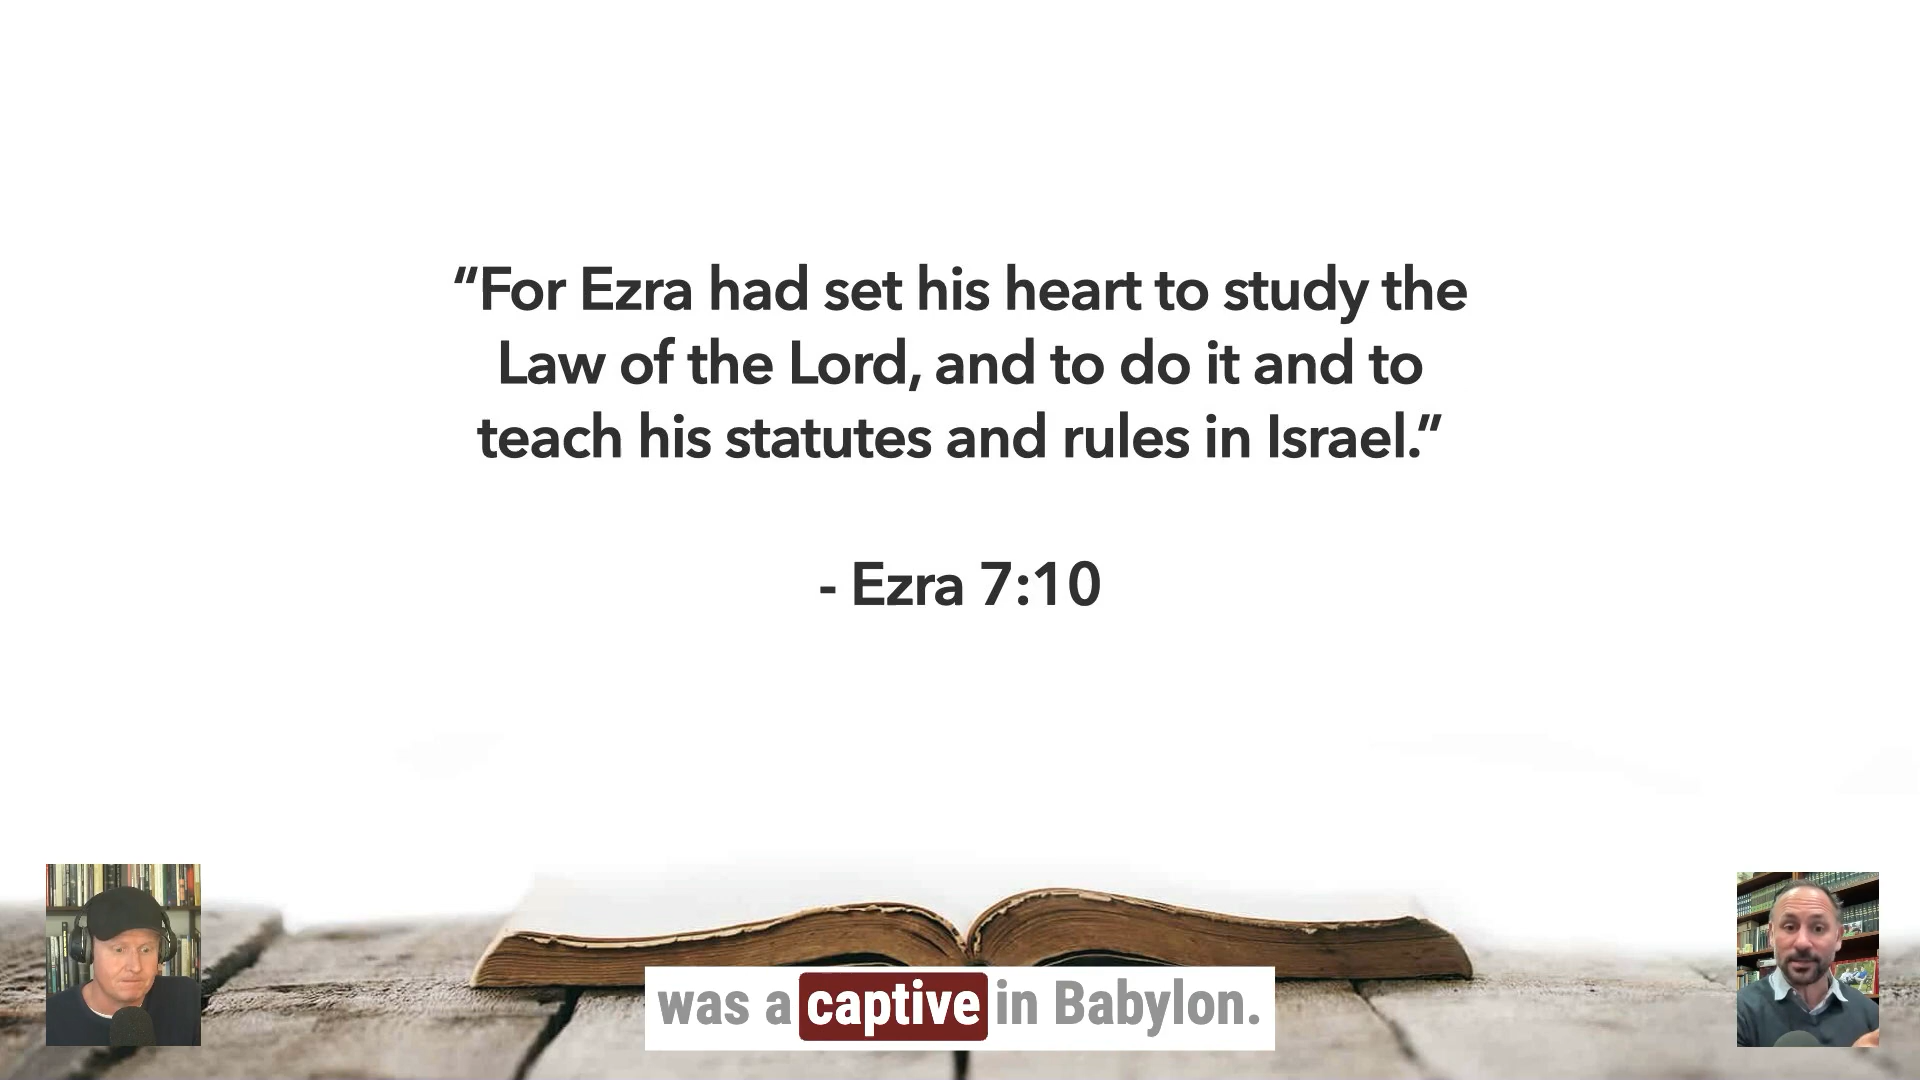 “For Ezra had set his heart to study the
Law of the Lord, and to do it and to
teach his statutes and rules in Israel.”
- Ezra 7:10
was a captive in Babylon.